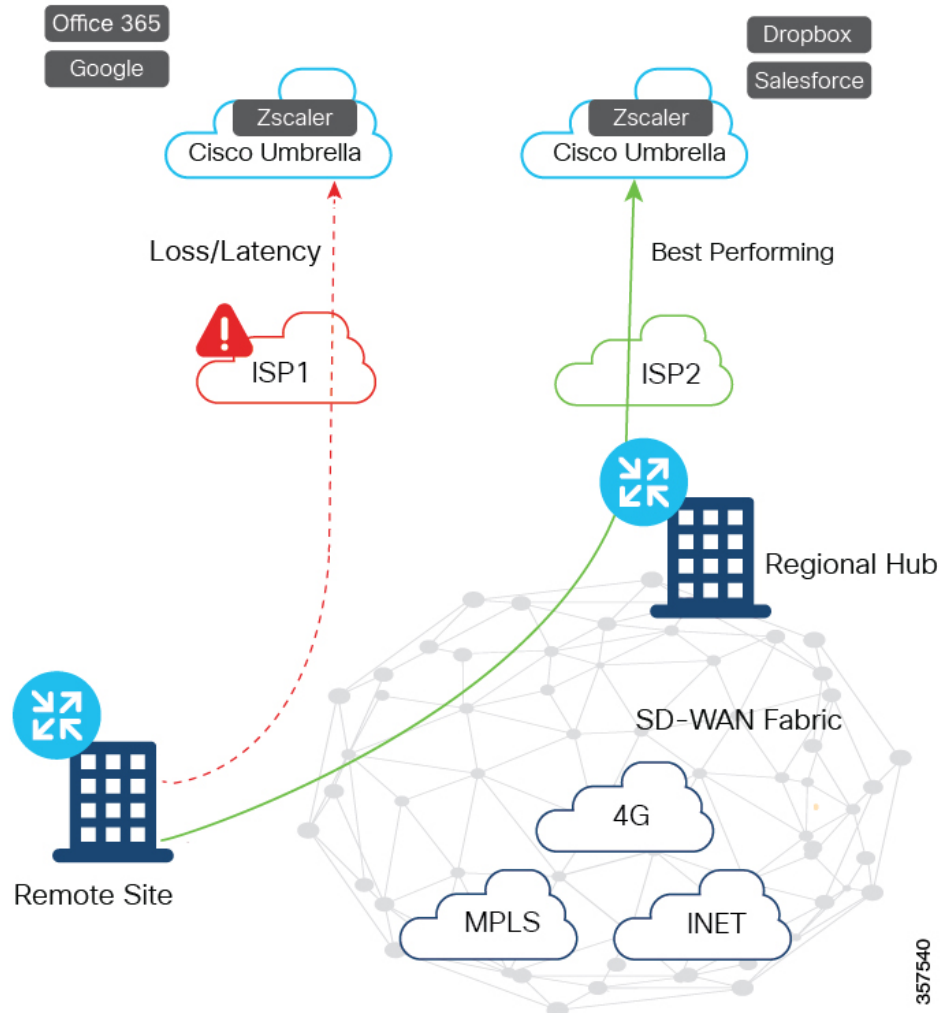 Office 365
Google
Dropbox
Salesforce
Zscaler
Cisco Umbrella
Zscaler
Cisco Umbrella
Loss/Latency
Best Performing
ISP1
ISP2
Regional Hub
SD-WAN Fabric
4G
Remote Site
MPLS
INET
357540